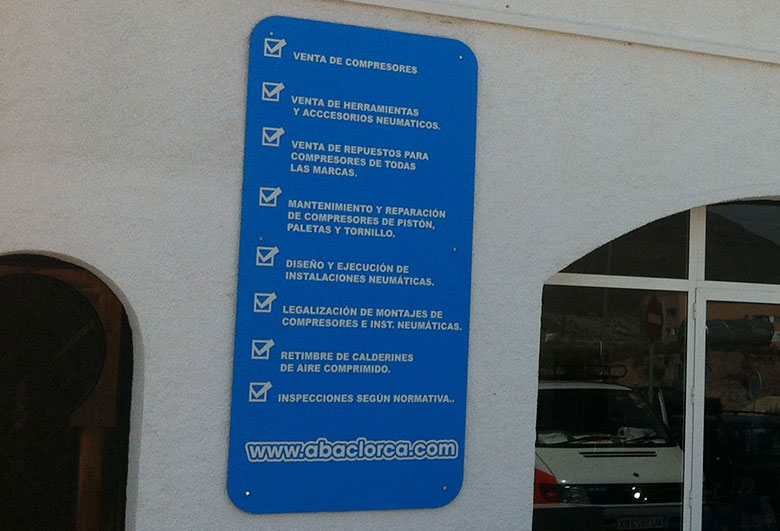 VENTA DE COMPRESORES
VENTA DE HERRAMIENTAS
Y ACCCESORIOS NEUMATICOS.
VENTA DE REPUESTOS PARA
COMPRESORES DE TODAS
LAS MARCAS.
MANTENIMIENTO Y REPARACIÓN
DE COMPRESORES DE PISTÓN,
PALETAS Y TORNILLO.
DISEÑO Y EJECUCIÓN DE
INSTALACIONES NEUMÁTICAS.
LEGALIZACIÓN DE MONTAJES DE
COMPRESORES E INST. NEUMÁTICAS.
RETIMBRE DE CALDERINES
DE AIRE COMPRIMIDO.
INSPECCIONES SEGÚN NORMATIVA..
www.abaclorca.com